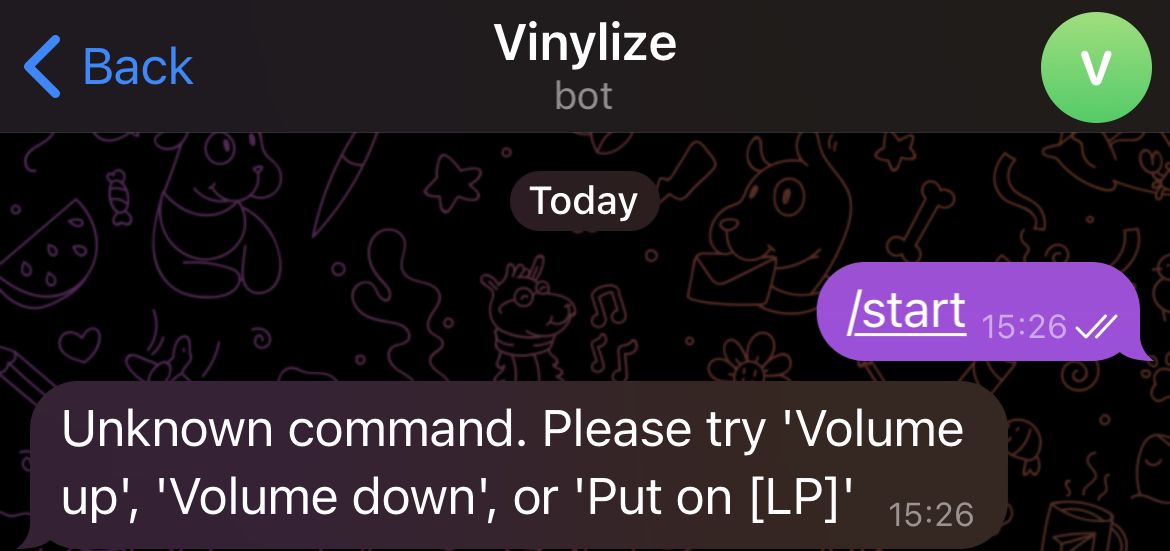 Back
Vinylize
bot
V
Today
/start 15:26
Unknown command. Please try 'Volume
up', 'Volume down', or 'Put on [LP]' 15:26